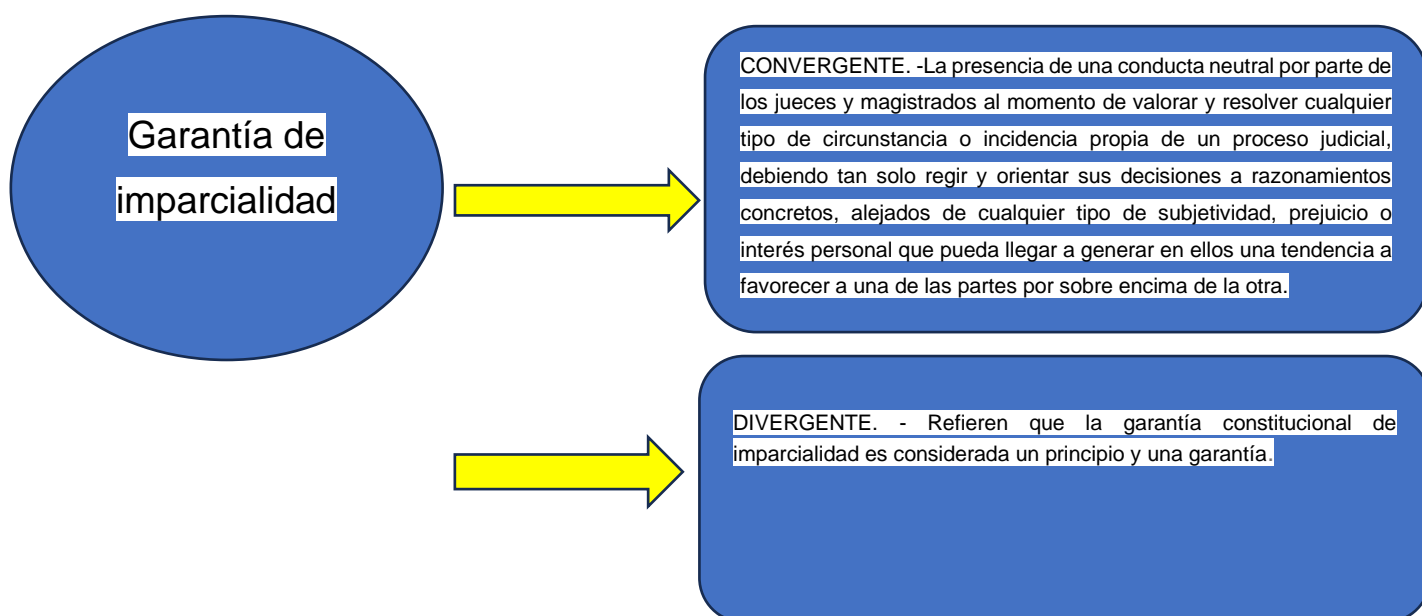 Garantía de
imparcialidad
CONVERGENTE. -La presencia de una conducta neutral por parte de
los jueces y magistrados al momento de valorar y resolver cualquier
tipo de circunstancia o incidencia propia de un proceso judicial,
debiendo tan solo regir y orientar sus decisiones a razonamientos
concretos, alejados de cualquier tipo de subjetividad, prejuicio o
interés personal que pueda llegar a generar en ellos una tendencia a
favorecer a una de las partes por sobre encima de la otra.
DIVERGENTE. - Refieren que la garantía constitucional de
imparcialidad es considerada un principio y una garantía.